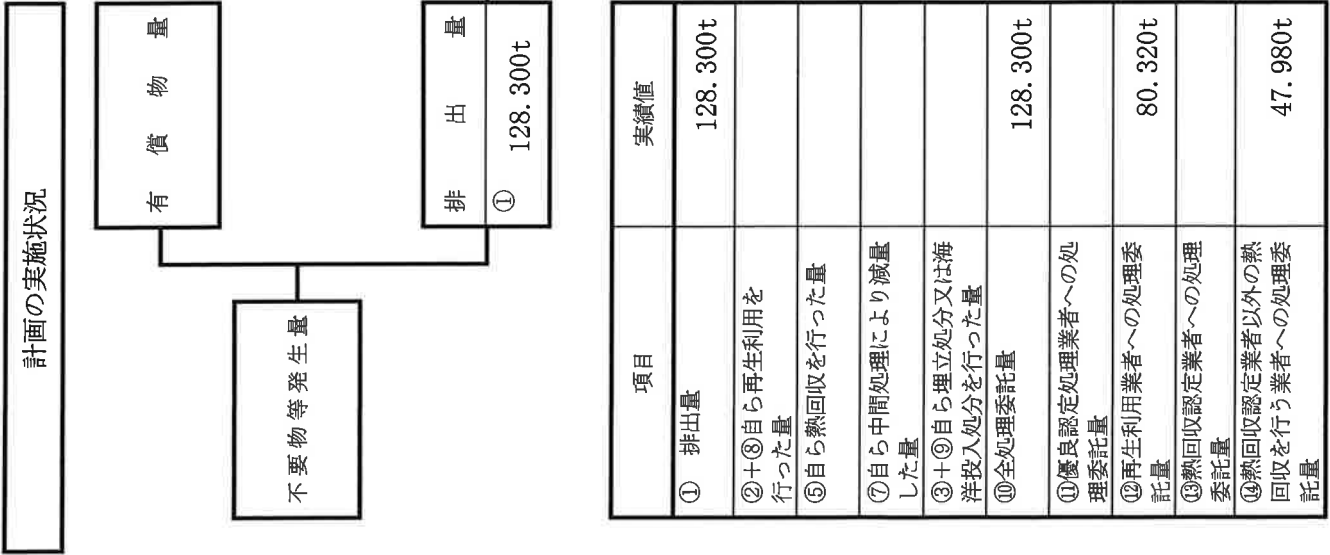 計画の実施状況
有償物量
不要物等発生量
排出量
①
128.300t
項目 実績値
① 排出量 128.300t
②+⑧自ら再生利用を
行った量
⑤自ら熱回収を行った量
⑦自ら中間処理により減量
した量
③+⑨自ら埋立処分又は海
洋投入処分を行った量
⑩全処理委託量 128.300t
⑪優良認定処理業者への処
理委託量
⑫再生利用業者への処理委
託量 80.320t
⑬熱回収認定業者への処理
委託量
⑭熱回収認定業者以外の熱
回収を行う業者への処理委
託量 47.980t